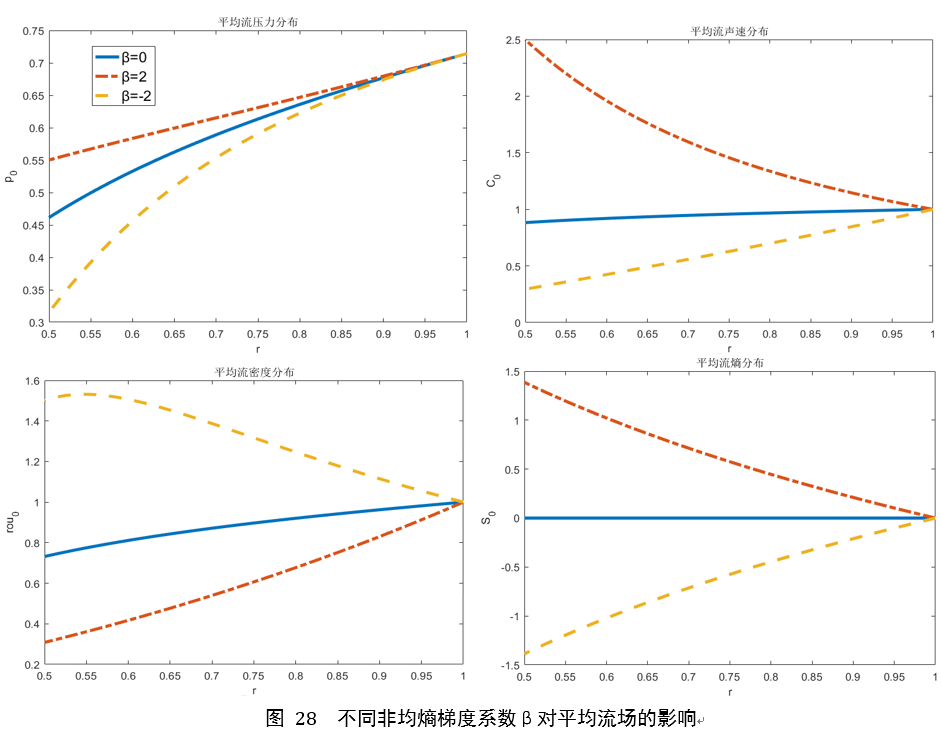 平均流压力分布
0.75
0.7
0.65
0.6
0.55
0.5
0.45
0.4
0.35
0.3
p0
β=0
β=2
β=-2
0.5 0.55 0.6 0.65 0.7 0.75 0.8 0.85 0.9 0.95 1
r
平均流声速分布
2.5
2
1.5
1
0.5
0
C0
0.5 0.55 0.6 0.65 0.7 0.75 0.8 0.85 0.9 0.95 1
r
平均流密度分布
1.6
1.4
1.2
1
0.8
0.6
0.4
0.2
rou0
0.5 0.55 0.6 0.65 0.7 0.75 0.8 0.85 0.9 0.95 1
r
平均流熵分布
1.5
1
0.5
0
-0.5
-1
-1.5
S0
0.5 0.55 0.6 0.65 0.7 0.75 0.8 0.85 0.9 0.95 1
r
图 28 不同非均熵梯度系数β对平均流场的影响